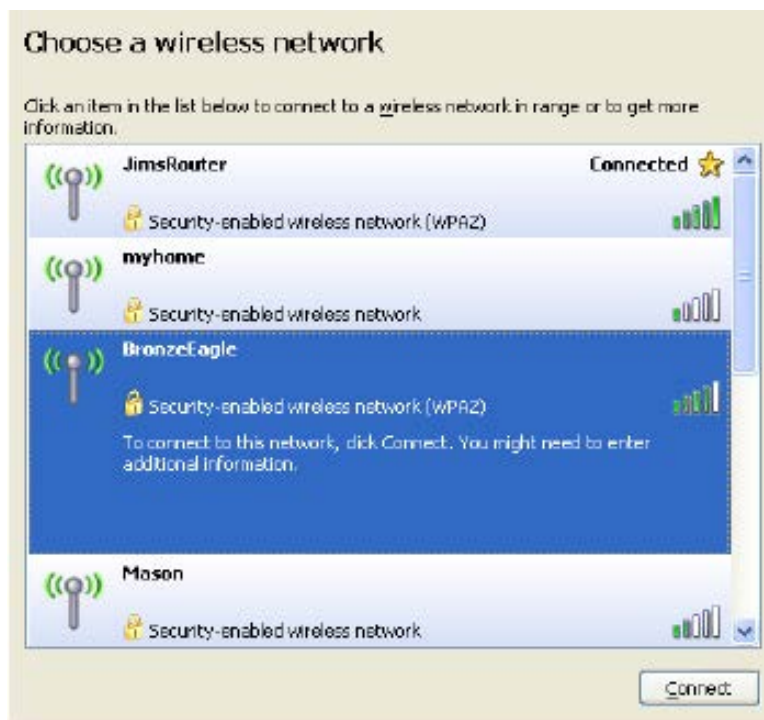 Choose a wireless network
Click an item in the list below to connect to a wireless network in range or to get more
information.
JimsRouter Connected
Security-enabled wireless network (WPA2)
myhome
Security-enabled wireless network
BronzeEagle
Security-enabled wireless network (WPA2)
To connect to this network, click Connect. You might need to enter
additional information.
Mason
Security-enabled wireless network
Connect